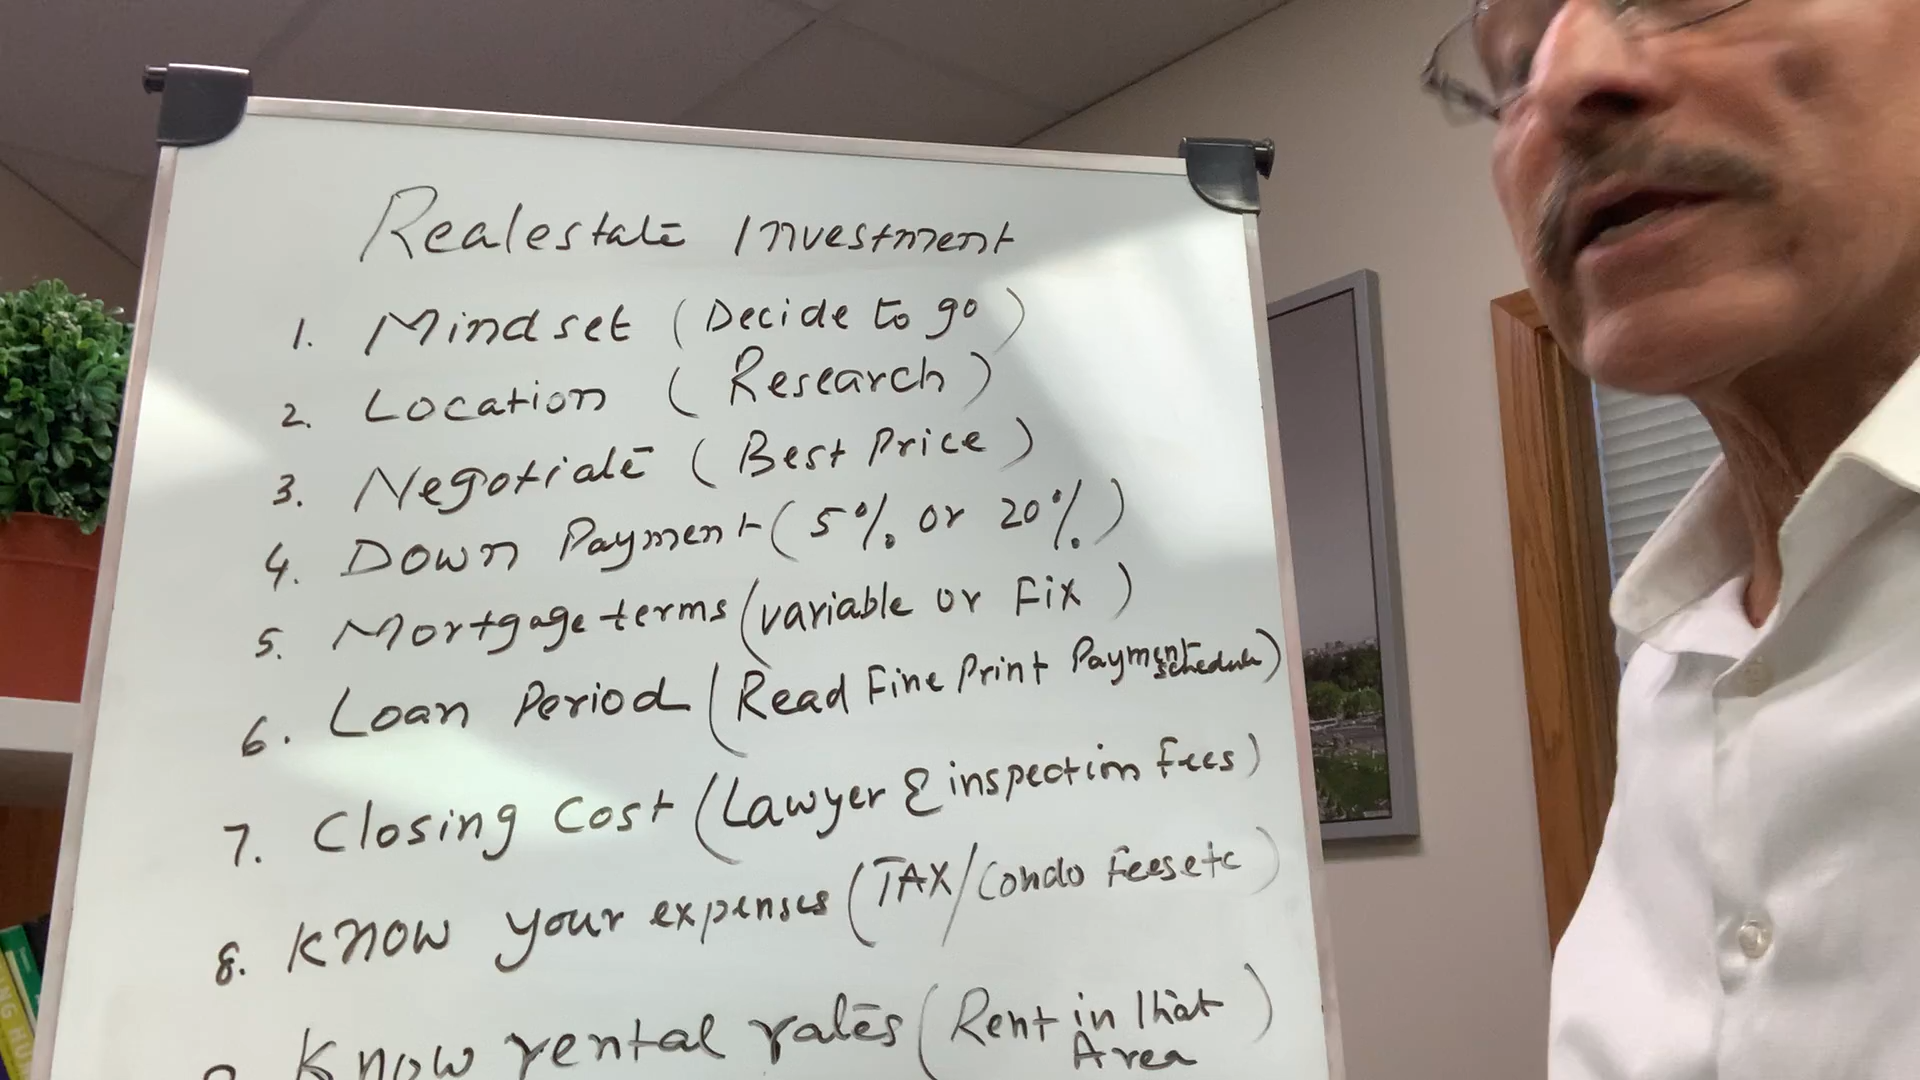 Realestate Investment
1. Mindset (Decide to go)
2. Location (Research)
3. Negotiate (Best Price)
4. Down Payment (5% or 20%)
5. Mortgage terms (variable or Fix)
6. Loan Period (Read Fine Print Payment schedule)
7. Closing Cost (Lawyer & inspection fees)
8. Know your expenses (TAX/Condo Fees etc)
9. Know rental rates (Rent in that Area)